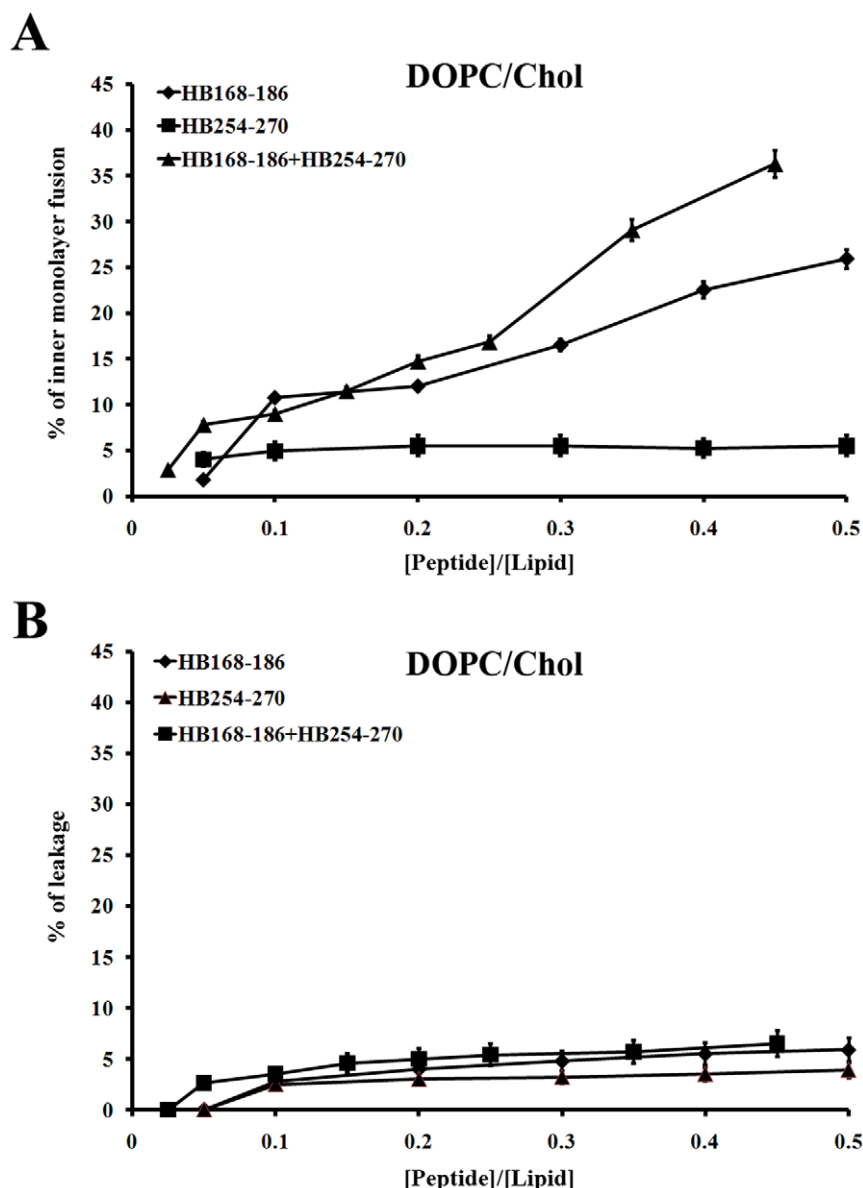 A
DOPC/Chol
HB168-186
HB254-270
HB168-186+HB254-270
% of inner monolayer fusion
45
40
35
30
25
20
15
10
5
0
0 0.1 0.2 0.3 0.4 0.5
[Peptide]/[Lipid]
B
DOPC/Chol
HB168-186
HB254-270
HB168-186+HB254-270
% of leakage
45
40
35
30
25
20
15
10
5
0
0 0.1 0.2 0.3 0.4 0.5
[Peptide]/[Lipid]